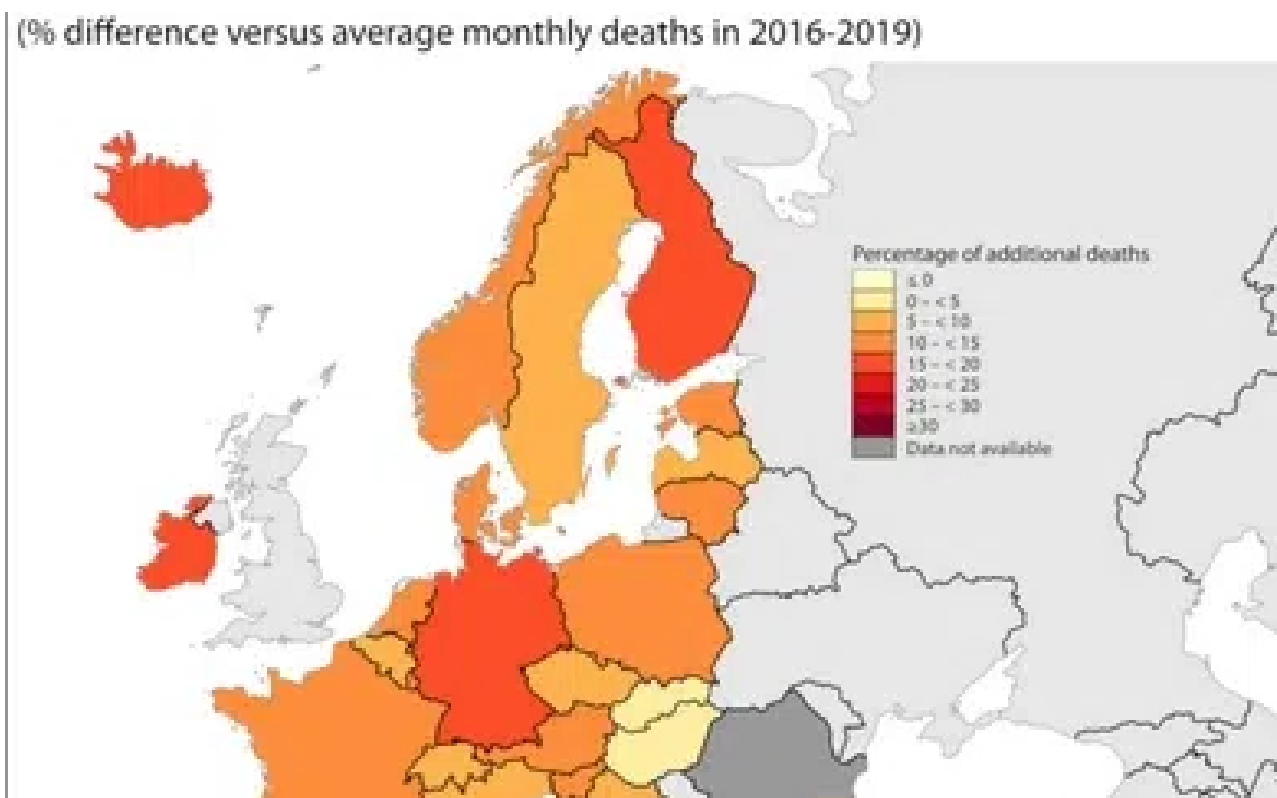 (% difference versus average monthly deaths in 2016-2019)
Percentage of additional deaths
≤ 0
0 - < 5
5 - < 10
10 - < 15
15 - < 20
20 - < 25
25 - < 30
≥30
Data not available